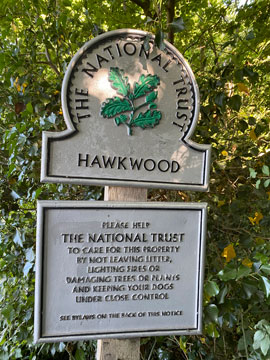 THE NATIONAL TRUST
HAWKWOOD
PLEASE HELP
THE NATIONAL TRUST
TO CARE FOR THIS PROPERTY
BY NOT LEAVING LITTER,
LIGHTING FIRES OR
DAMAGING TREES OR PLANTS
AND KEEPING YOUR DOGS
UNDER CLOSE CONTROL
SEE BYLAWS ON THE BACK OF THIS NOTICE